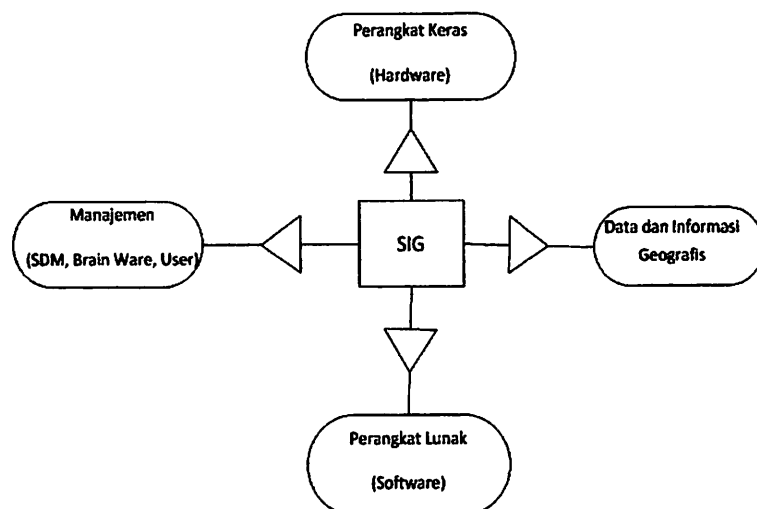 Perangkat Keras
(Hardware)
Manajemen
(SDM, Brain Ware, User)
SIG
Data dan Informasi
Geografis
Perangkat Lunak
(Software)